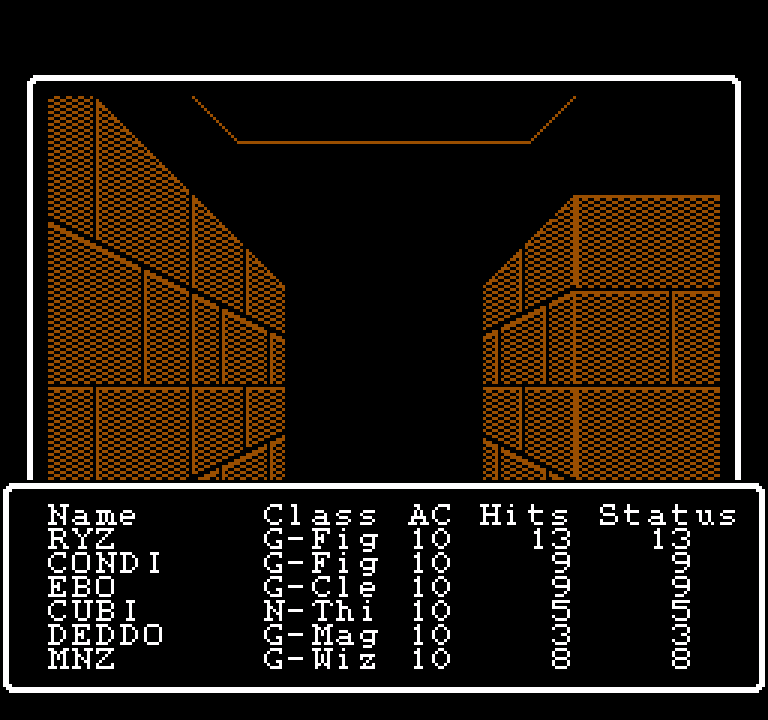 Name Class AC Hits Status
RYZ G-Fig 10 13 13
CONDI G-Fig 10 9 9
EBO G-Cle 10 9 9
CUBI N-Thi 10 5 5
DEDDO G-Mag 10 3 3
MNZ G-Wiz 10 8 8